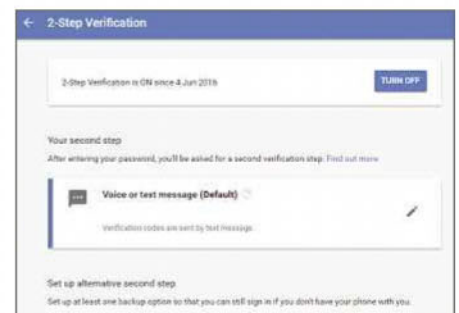 ← 2-Step Verification
2-Step Verification is ON since 4 Jun 2016
TURN OFF
Your second step
After entering your password, you'll be asked for a second verification step. Find out more
Voice or text message (Default)
Verification codes are sent by text message.
Set up alternative second step
Set up at least one backup option so that you can still sign in if you don't have your phone with you.